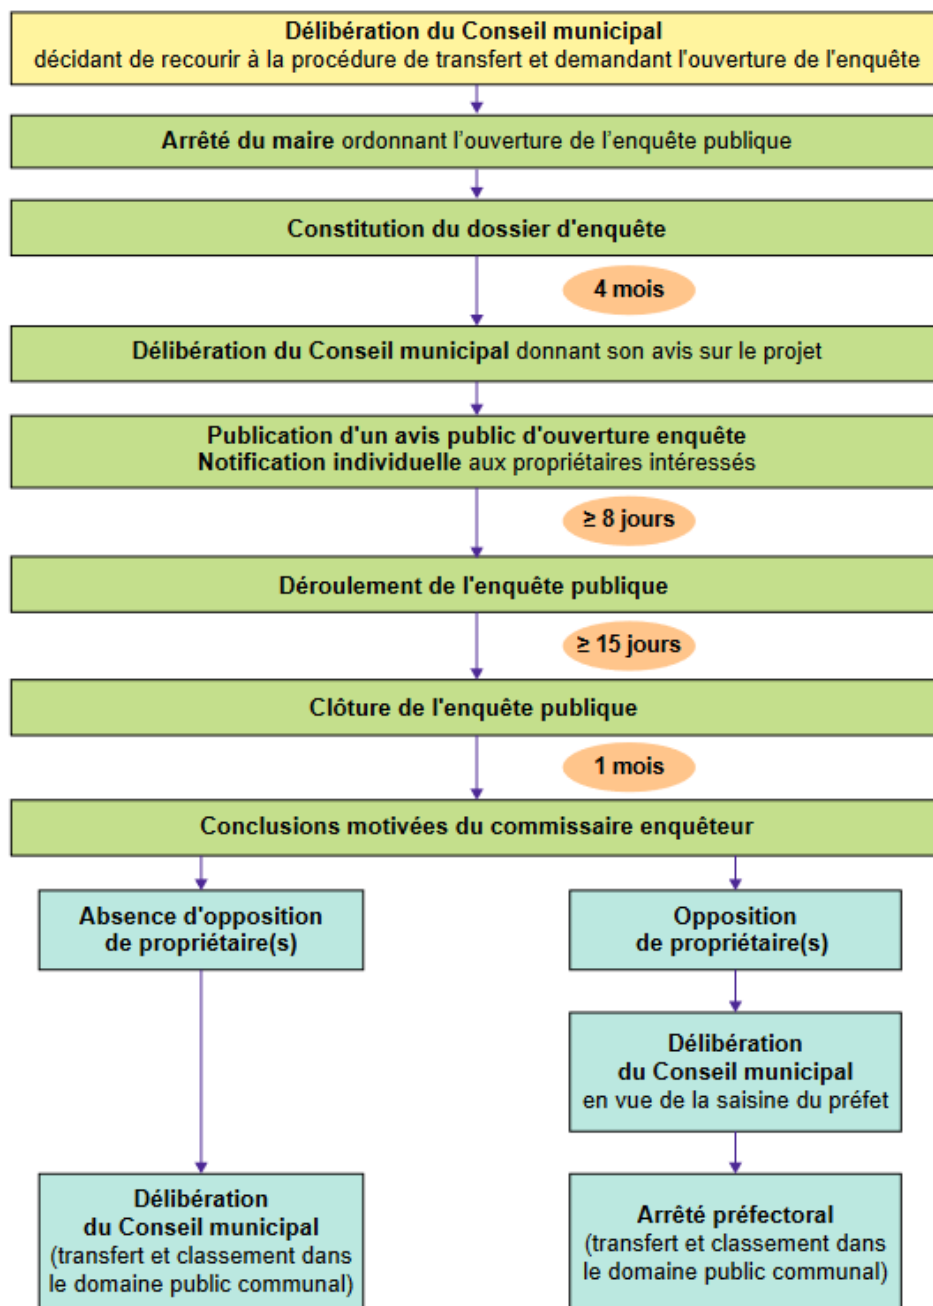 Délibération du Conseil municipal
décidant de recourir à la procédure de transfert et demandant l'ouverture de l'enquête
Arrêté du maire ordonnant l'ouverture de l'enquête publique
Constitution du dossier d'enquête
4 mois
Délibération du Conseil municipal donnant son avis sur le projet
Publication d'un avis public d'ouverture enquête
Notification individuelle aux propriétaires intéressés
≥ 8 jours
Déroulement de l'enquête publique
≥ 15 jours
Clôture de l'enquête publique
1 mois
Conclusions motivées du commissaire enquêteur
Absence d'opposition
de propriétaire(s)
Opposition
de propriétaire(s)
Délibération
du Conseil municipal
en vue de la saisine du préfet
Délibération
du Conseil municipal
(transfert et classement dans
le domaine public communal)
Arrêté préfectoral
(transfert et classement dans
le domaine public communal)